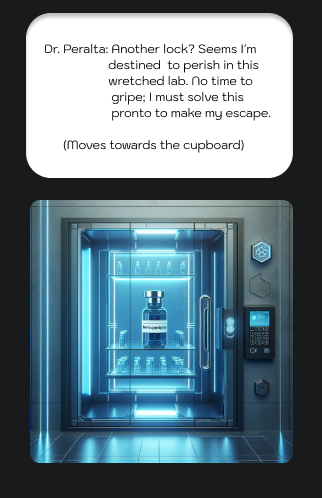 Dr. Peralta: Another lock? Seems I'm
destined to perish in this
wretched lab. No time to
gripe; I must solve this
pronto to make my escape.
(Moves towards the cupboard)